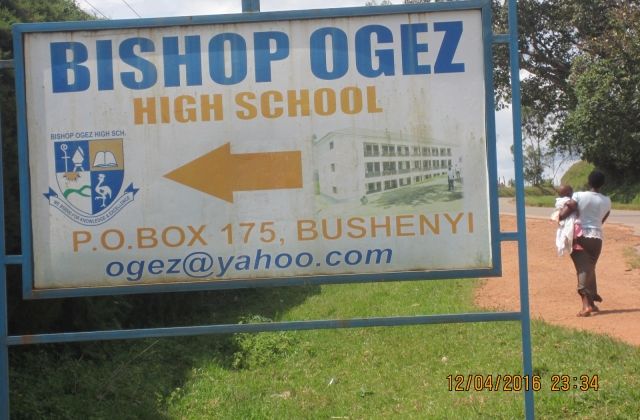 BISHOP OGEZ
HIGH SCHOOL
BISHOP OGEZ HIGH SCH.
P.O.BOX 175, BUSHENYI
ogez@yahoo.com
12/04/2016 23:34